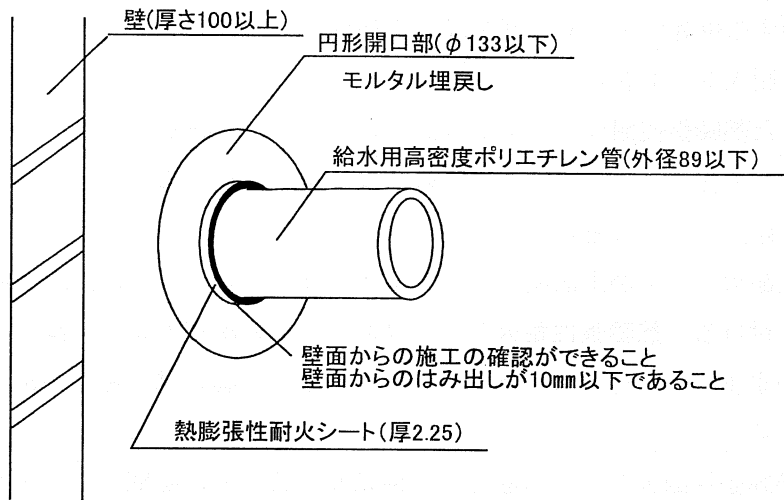 壁(厚さ100以上)
円形開口部(φ133以下)
モルタル埋戻し
給水用高密度ポリエチレン管(外径89以下)
壁面からの施工の確認ができること
壁面からのはみ出しが10mm以下であること
熱膨張性耐火シート(厚2.25)